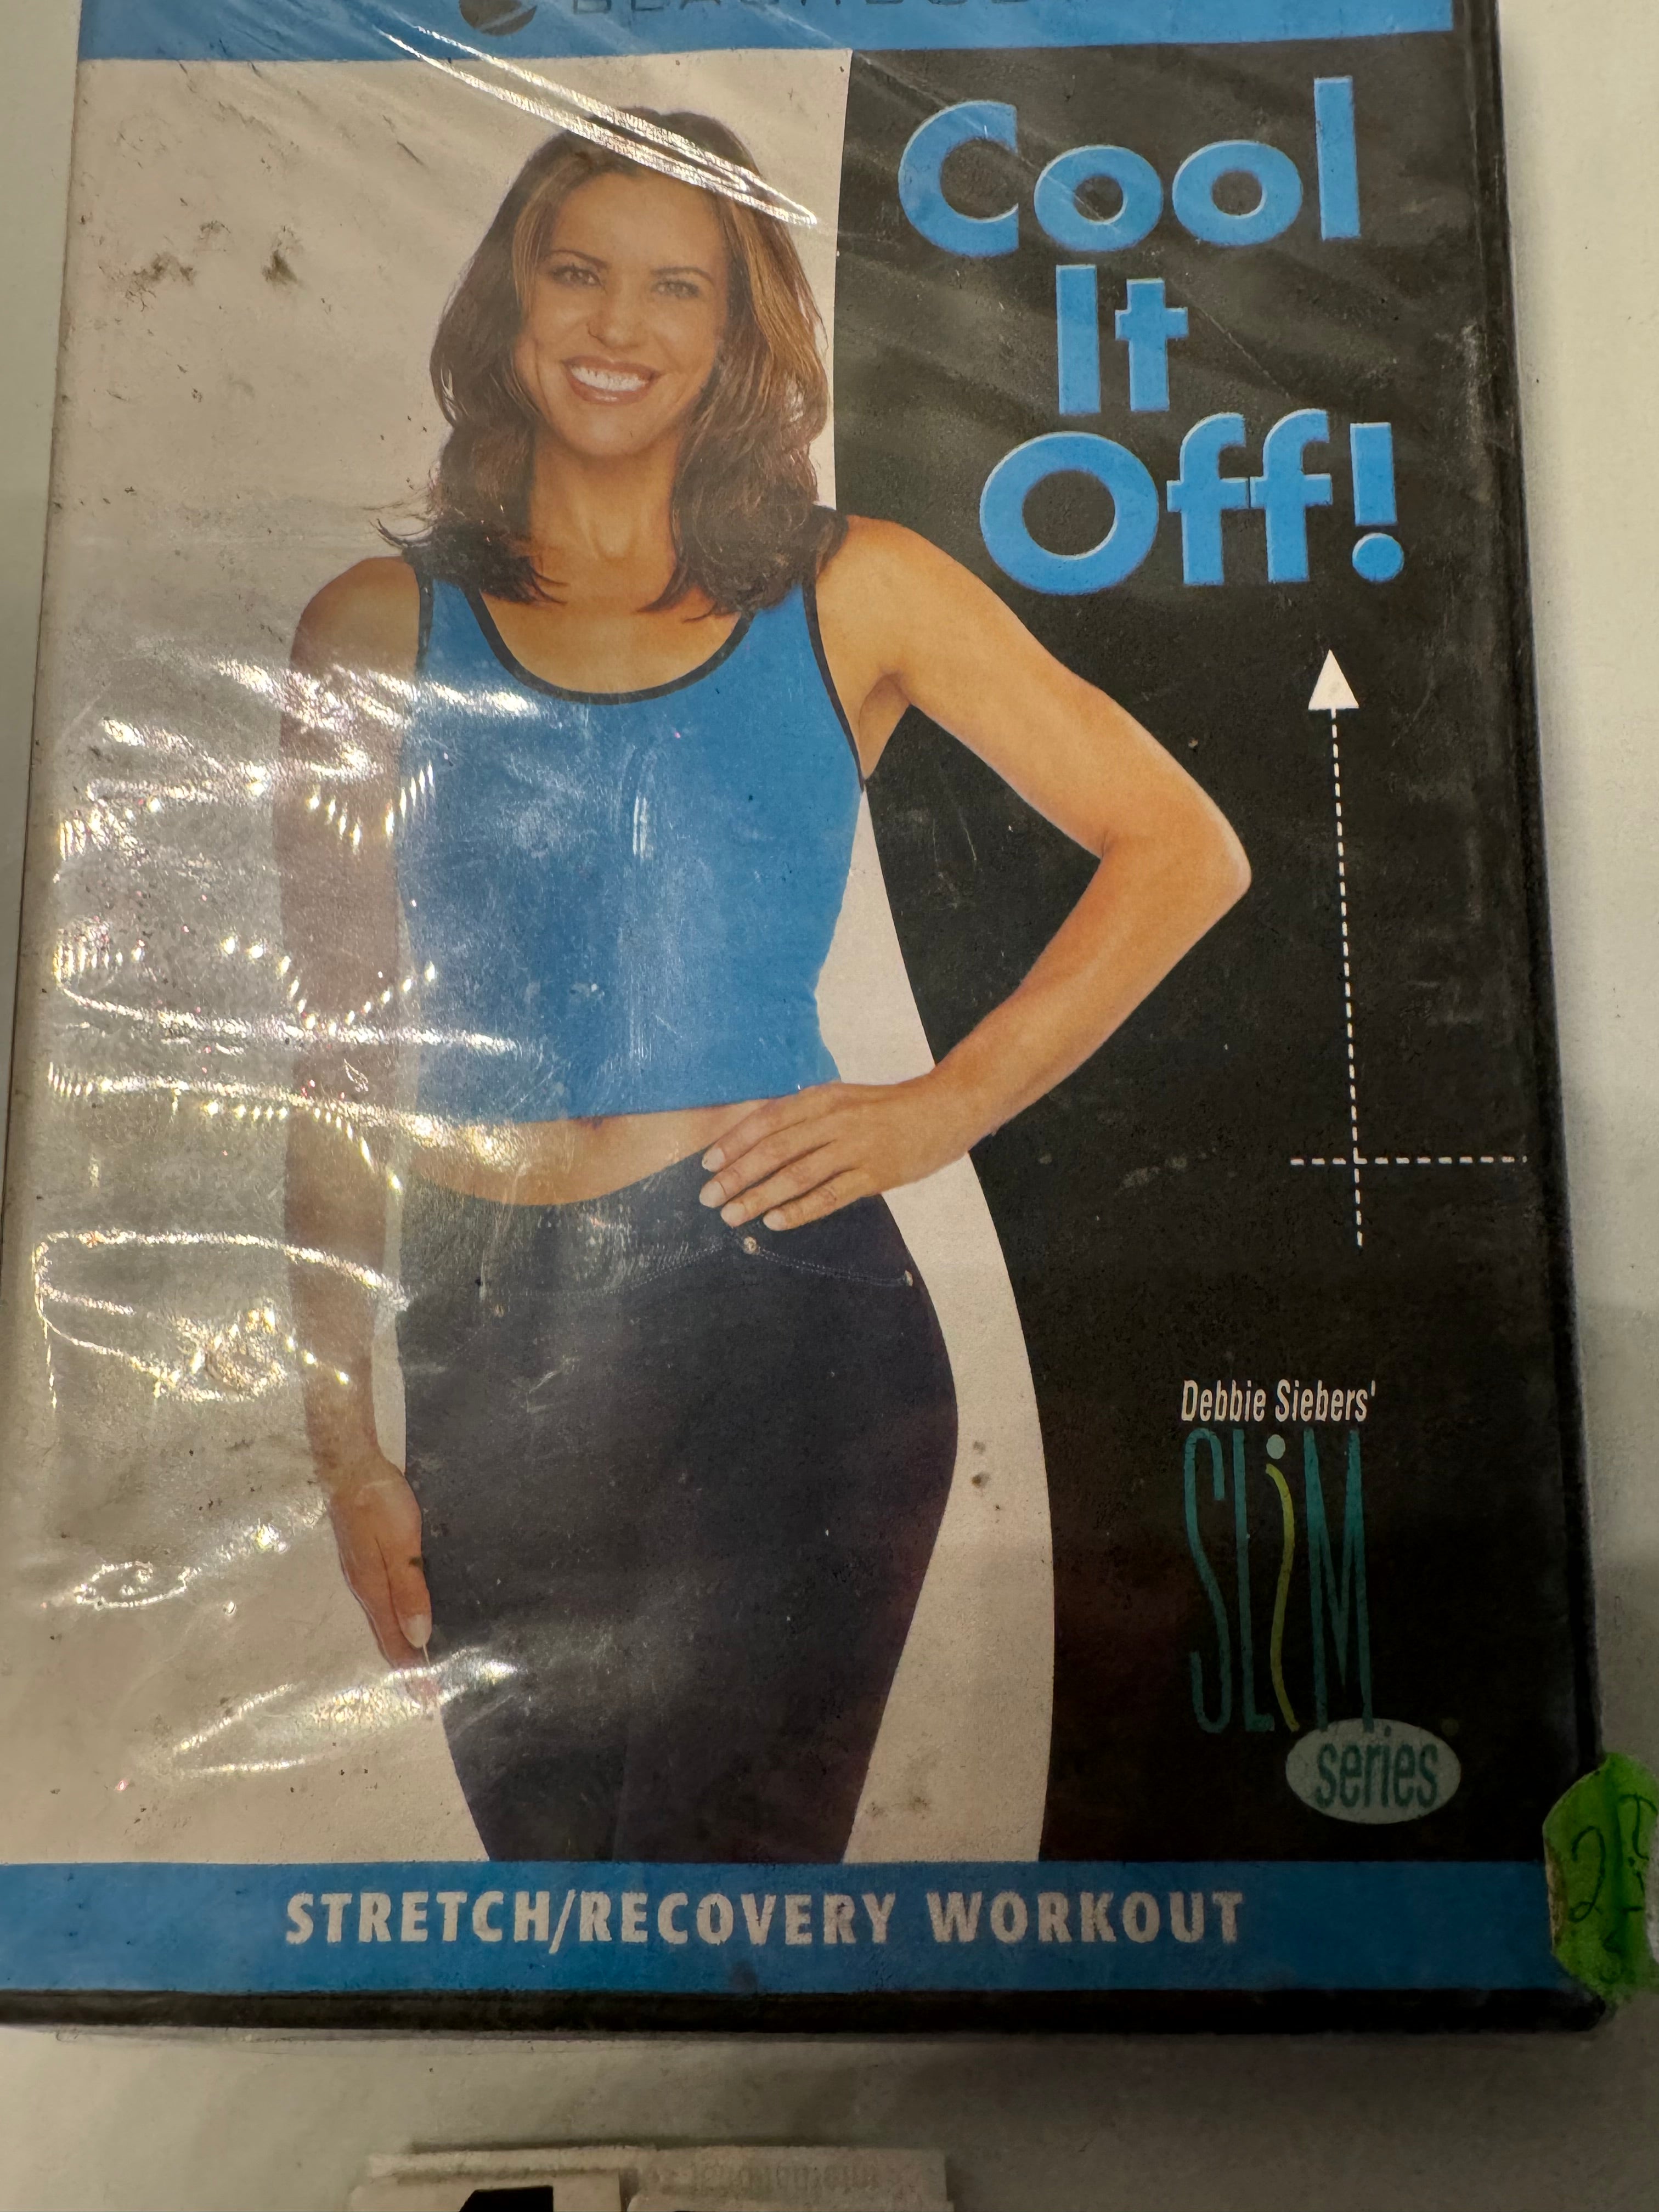 Cool
It
Off!
Debbie Siebers'
SLiM
series
STRETCH/RECOVERY WORKOUT